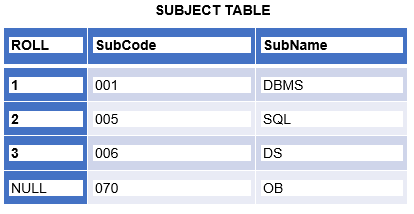 SUBJECT TABLE
ROLL SubCode SubName
1 001 DBMS
2 005 SQL
3 006 DS
NULL 070 OB